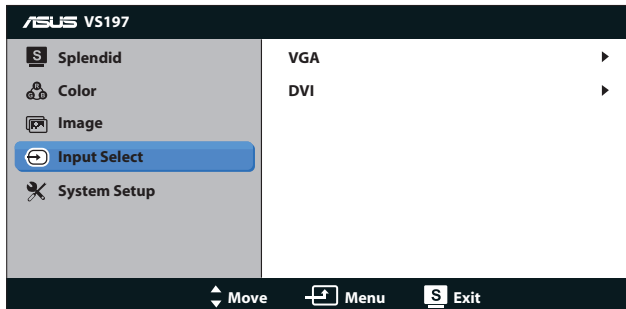 ASUS VS197
S Splendid
Color
Image
Input Select
System Setup
VGA
DVI
Move Menu S Exit